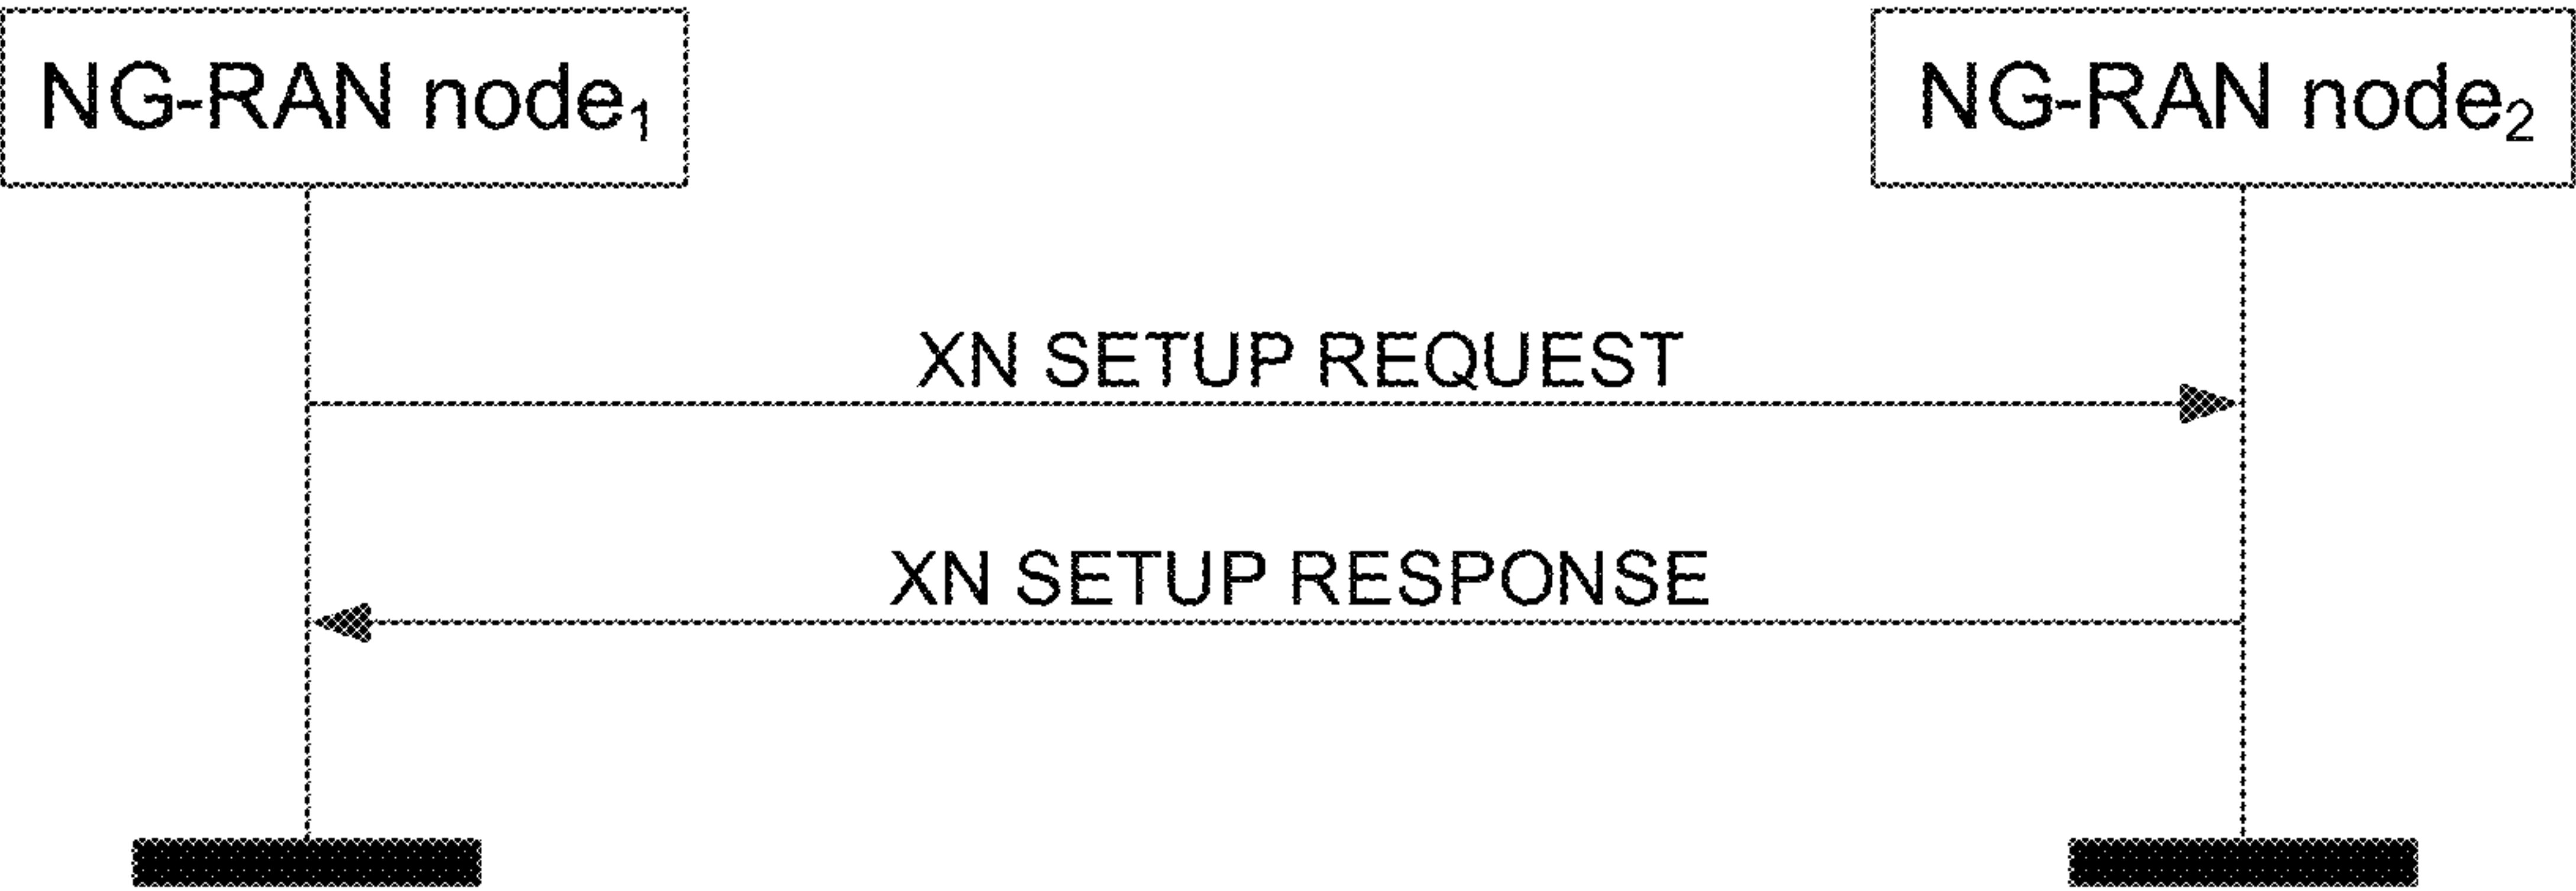 NG-RAN node₁
NG-RAN node₂
XN SETUP REQUEST
XN SETUP RESPONSE